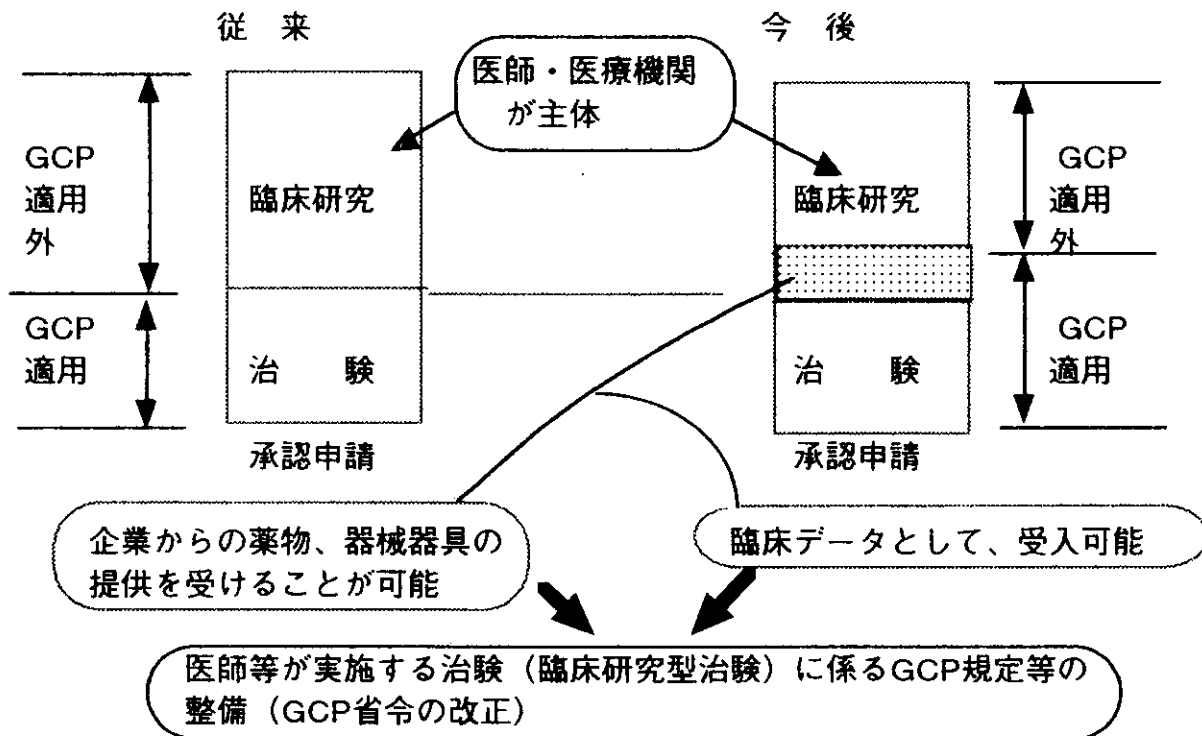 従　来
今　後
医師・医療機関
が主体
GCP
適用
外
臨床研究
臨床研究
GCP
適用
外
GCP
適用
治　　験
治　　験
GCP
適用
承認申請
承認申請
企業からの薬物、器械器具の
提供を受けることが可能
臨床データとして、受入可能
医師等が実施する治験（臨床研究型治験）に係るGCP規定等の
整備（GCP省令の改正）